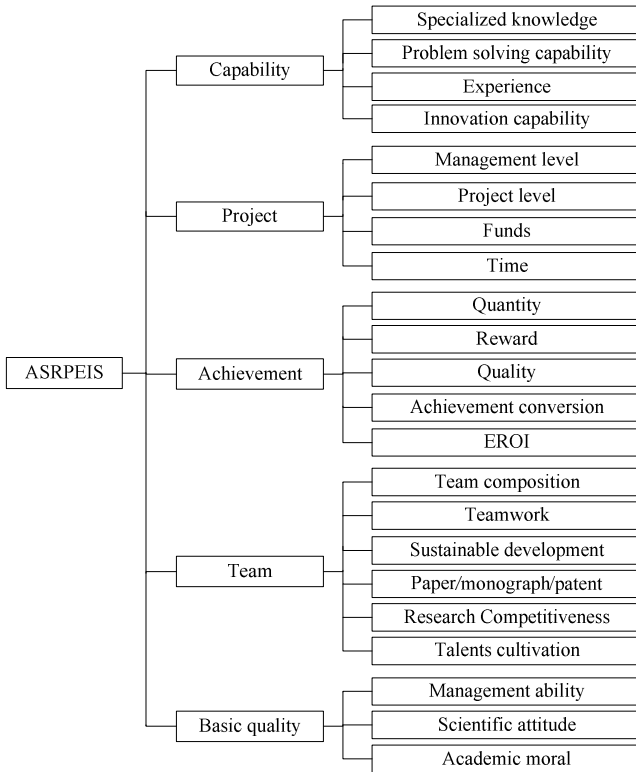 ASRPEIS
Capability
Specialized knowledge
Problem solving capability
Experience
Innovation capability
Project
Management level
Project level
Funds
Time
Achievement
Quantity
Reward
Quality
Achievement conversion
EROI
Team
Team composition
Teamwork
Sustainable development
Paper/monograph/patent
Research Competitiveness
Talents cultivation
Basic quality
Management ability
Scientific attitude
Academic moral